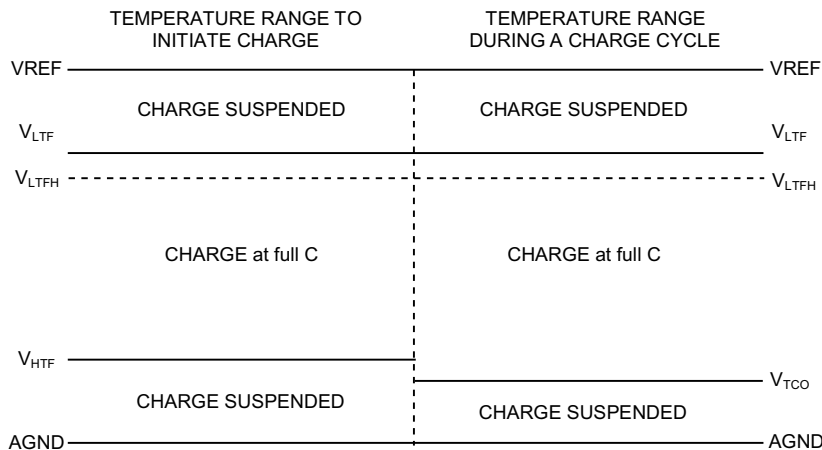 TEMPERATURE RANGE TO
INITIATE CHARGE
TEMPERATURE RANGE
DURING A CHARGE CYCLE
VREF
VREF
CHARGE SUSPENDED
CHARGE SUSPENDED
VLTF
VLTF
VLTFH
VLTFH
CHARGE at full C
CHARGE at full C
VHTF
VTCO
CHARGE SUSPENDED
CHARGE SUSPENDED
AGND
AGND